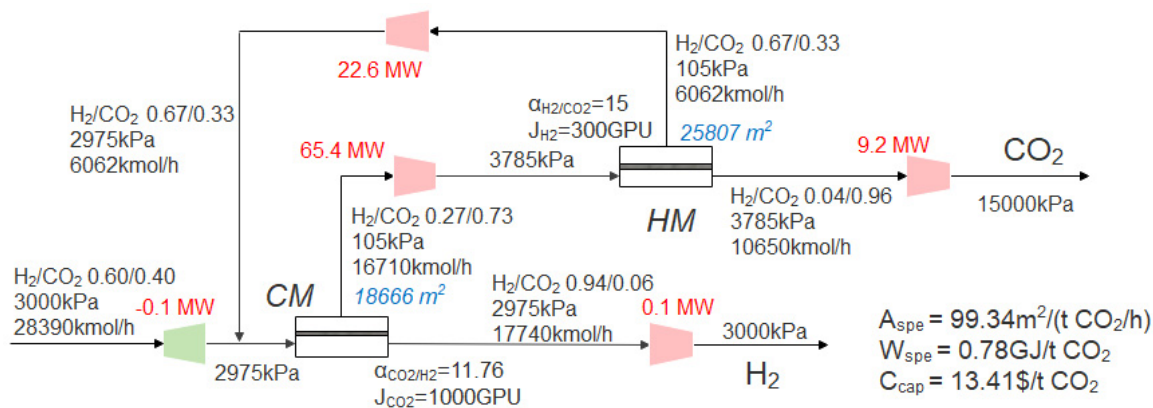 22.6 MW
H₂/CO₂ 0.67/0.33
105kPa
6062kmol/h
H₂/CO₂ 0.67/0.33
2975kPa
6062kmol/h
α_H2/CO2=15
J_H2=300GPU
25807 m²
65.4 MW
3785kPa
9.2 MW
CO₂
15000kPa
HM
H₂/CO₂ 0.04/0.96
3785kPa
10650kmol/h
H₂/CO₂ 0.27/0.73
105kPa
16710kmol/h
18666 m²
H₂/CO₂ 0.60/0.40
3000kPa
28390kmol/h
-0.1 MW
2975kPa
CM
H₂/CO₂ 0.94/0.06
2975kPa
17740kmol/h
0.1 MW
3000kPa
H₂
α_CO2/H2=11.76
J_CO2=1000GPU
A_spe = 99.34m²/(t CO₂/h)
W_spe = 0.78GJ/t CO₂
C_cap = 13.41$/t CO₂